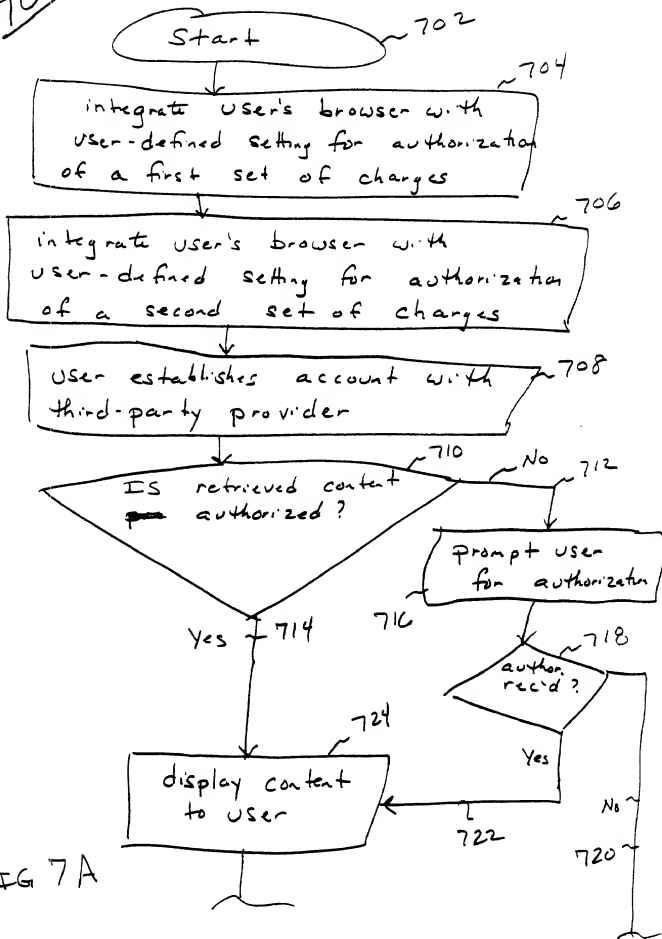 70
Start
702
704
integrate user's browser with
user-defined setting for authorization
of a first set of charges
706
integrate user's browser with
user-defined setting for authorization
of a second set of charges
708
User establishes account with
third-party provider
710
No
712
IS retrieved content
authorized?
prompt user
for authorization
716
Yes
714
718
author.
rec'd?
724
Yes
display content
to user
722
No
720
IG 7A